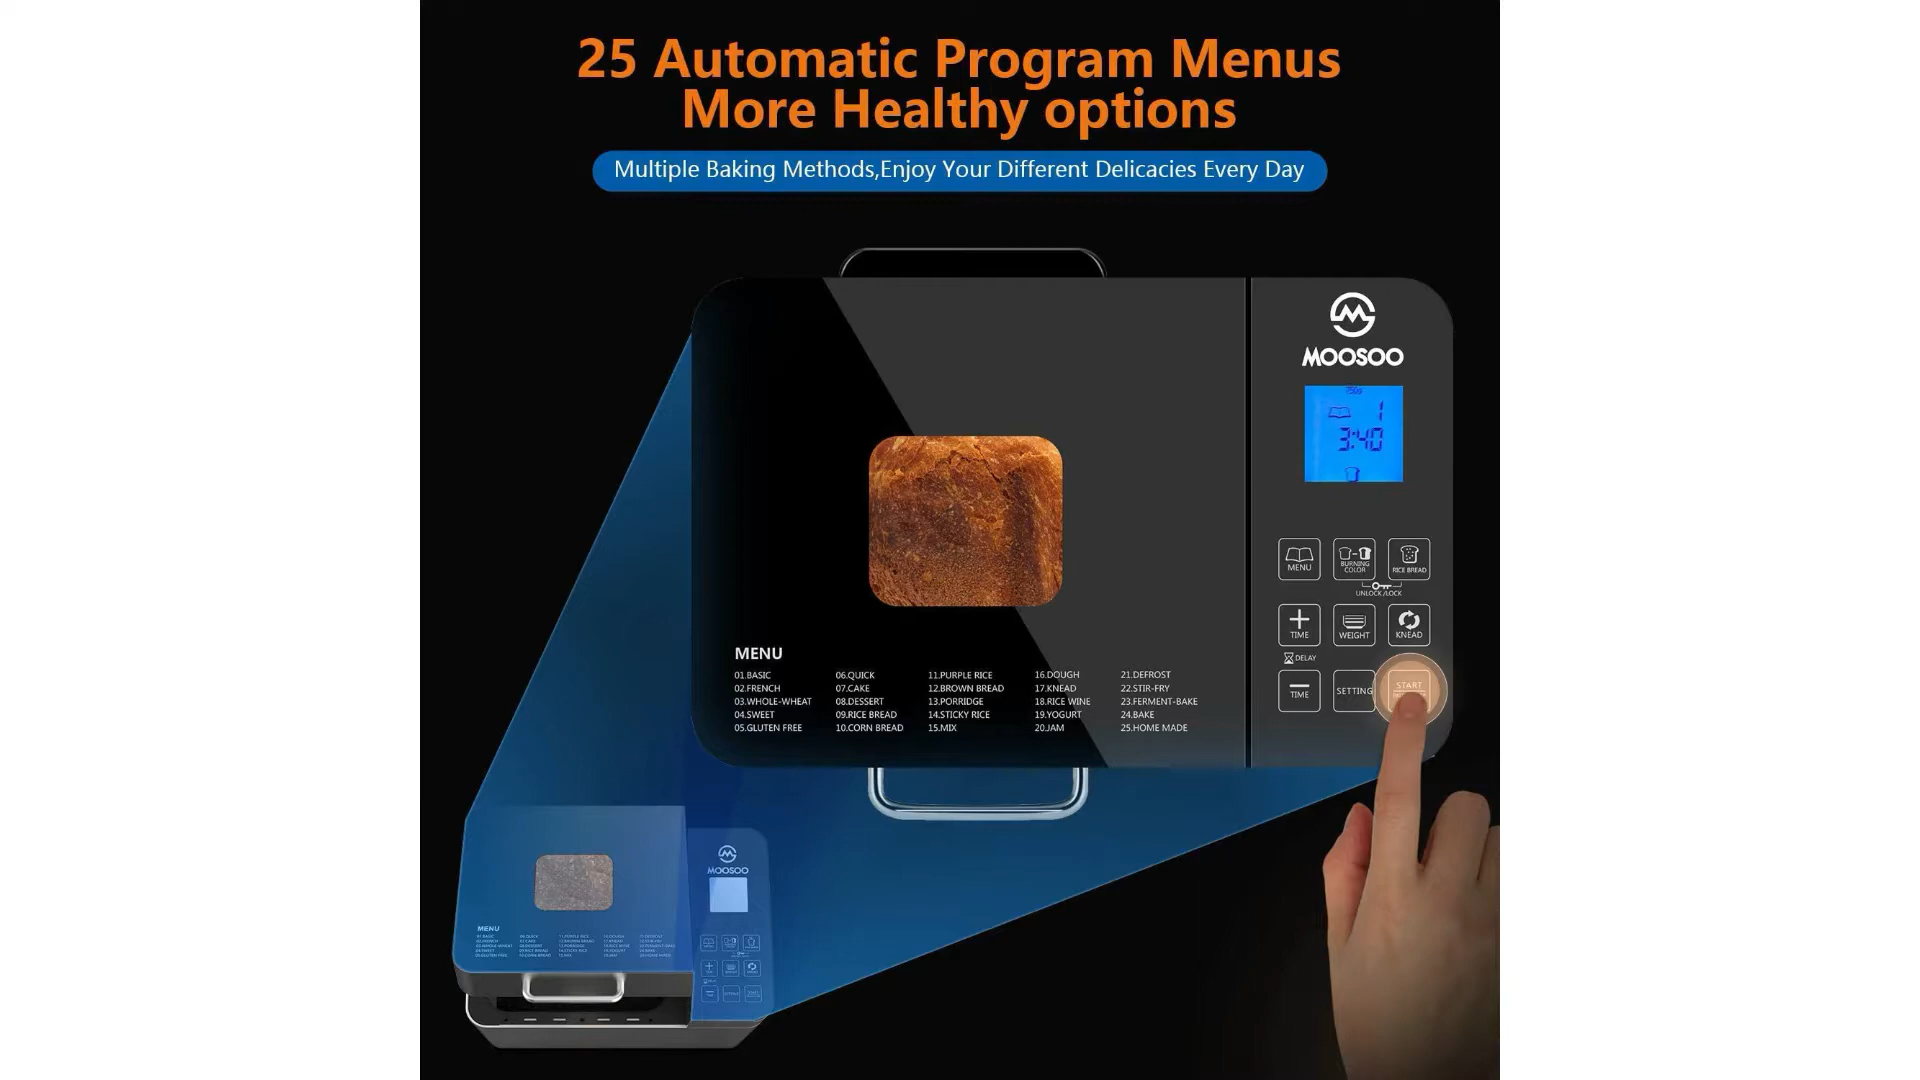 25 Automatic Program Menus
More Healthy options
Multiple Baking Methods,Enjoy Your Different Delicacies Every Day
MOOSOO
1
3:40
MENU
BURNING
COLOR
RICE BREAD
UNLOCK /LOCK
TIME
WEIGHT
KNEAD
DELAY
TIME
SETTING
START
MENU
01.BASIC
02.FRENCH
03.WHOLE-WHEAT
04.SWEET
05.GLUTEN FREE
06.QUICK
07.CAKE
08.DESSERT
09.RICE BREAD
10.CORN BREAD
11.PURPLE RICE
12.BROWN BREAD
13.PORRIDGE
14.STICKY RICE
15.MIX
16.DOUGH
17.KNEAD
18.RICE WINE
19.YOGURT
20.JAM
21.DEFROST
22.STIR-FRY
23.FERMENT-BAKE
24.BAKE
25.HOME MADE
MOOSOO
MENU